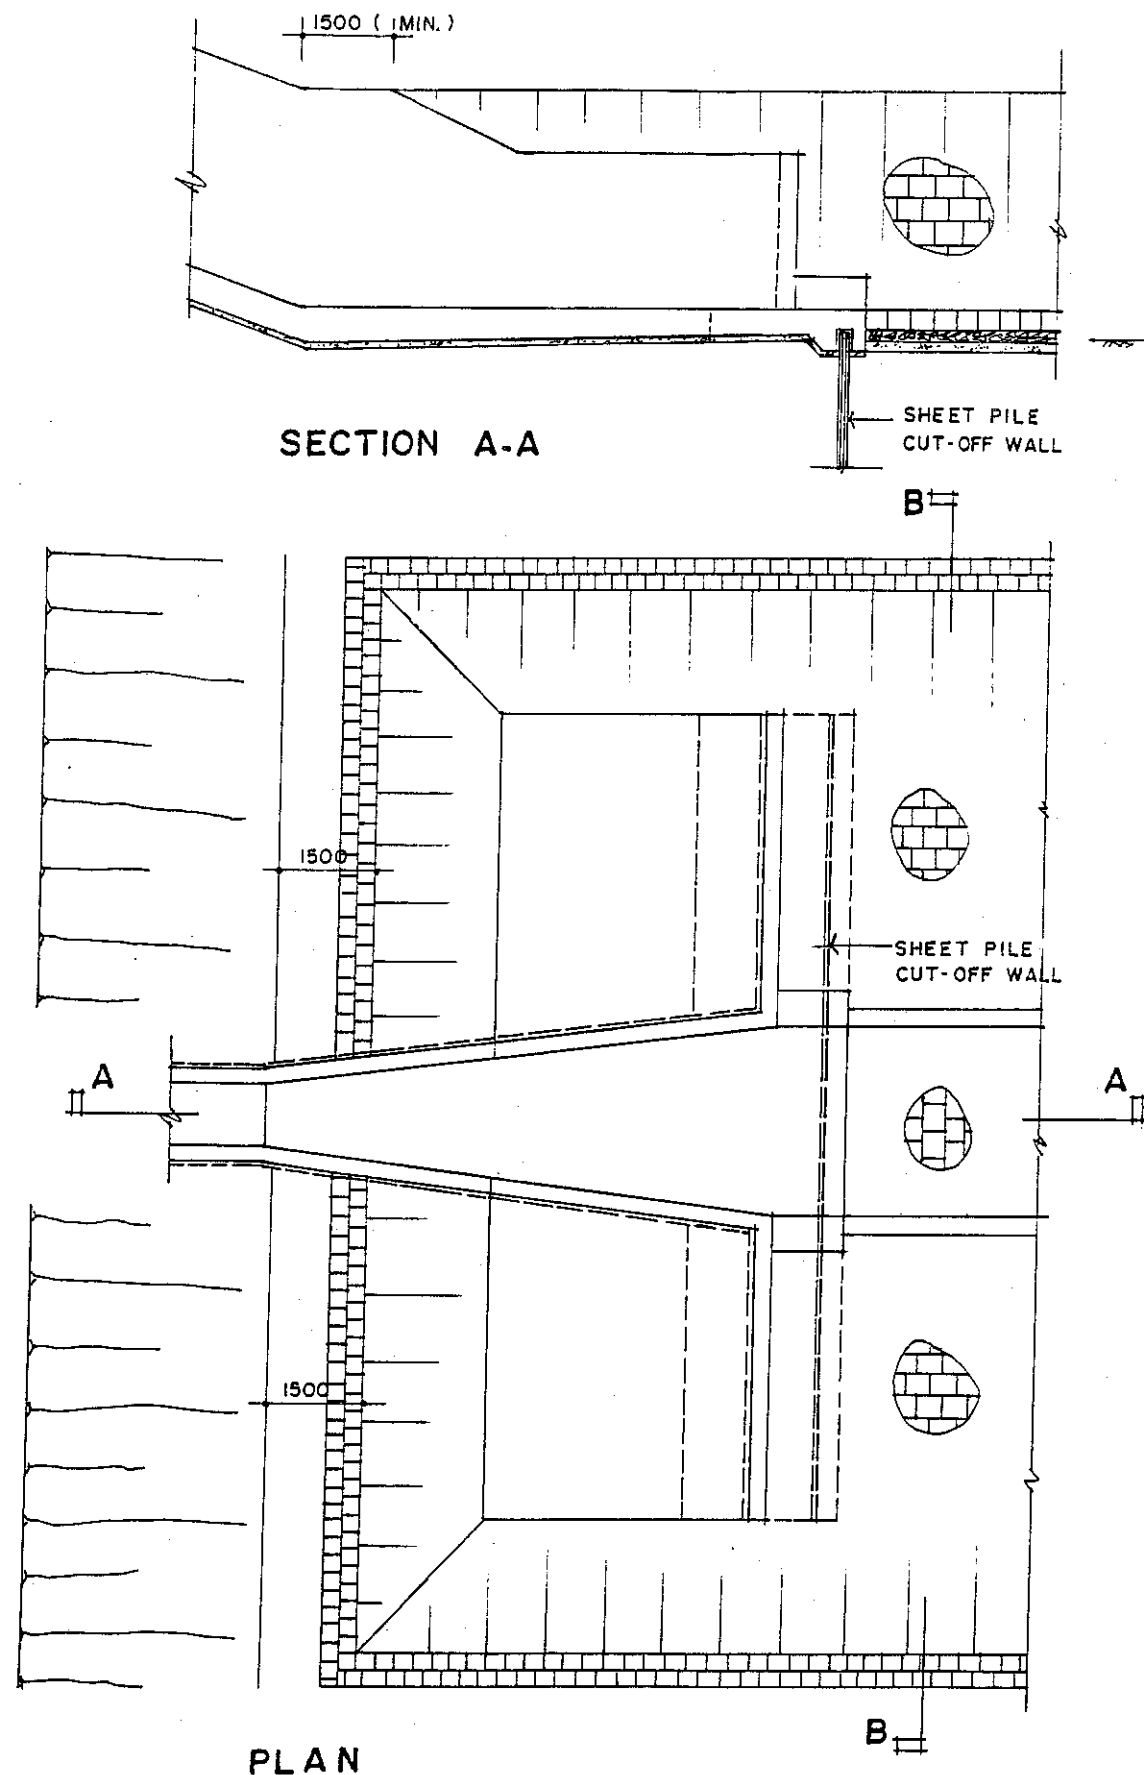 1500 (MIN.)
SHEET PILE
CUT-OFF WALL
SECTION A-A
B
1500
SHEET PILE
CUT-OFF WALL
A
A
1500
B
PLAN